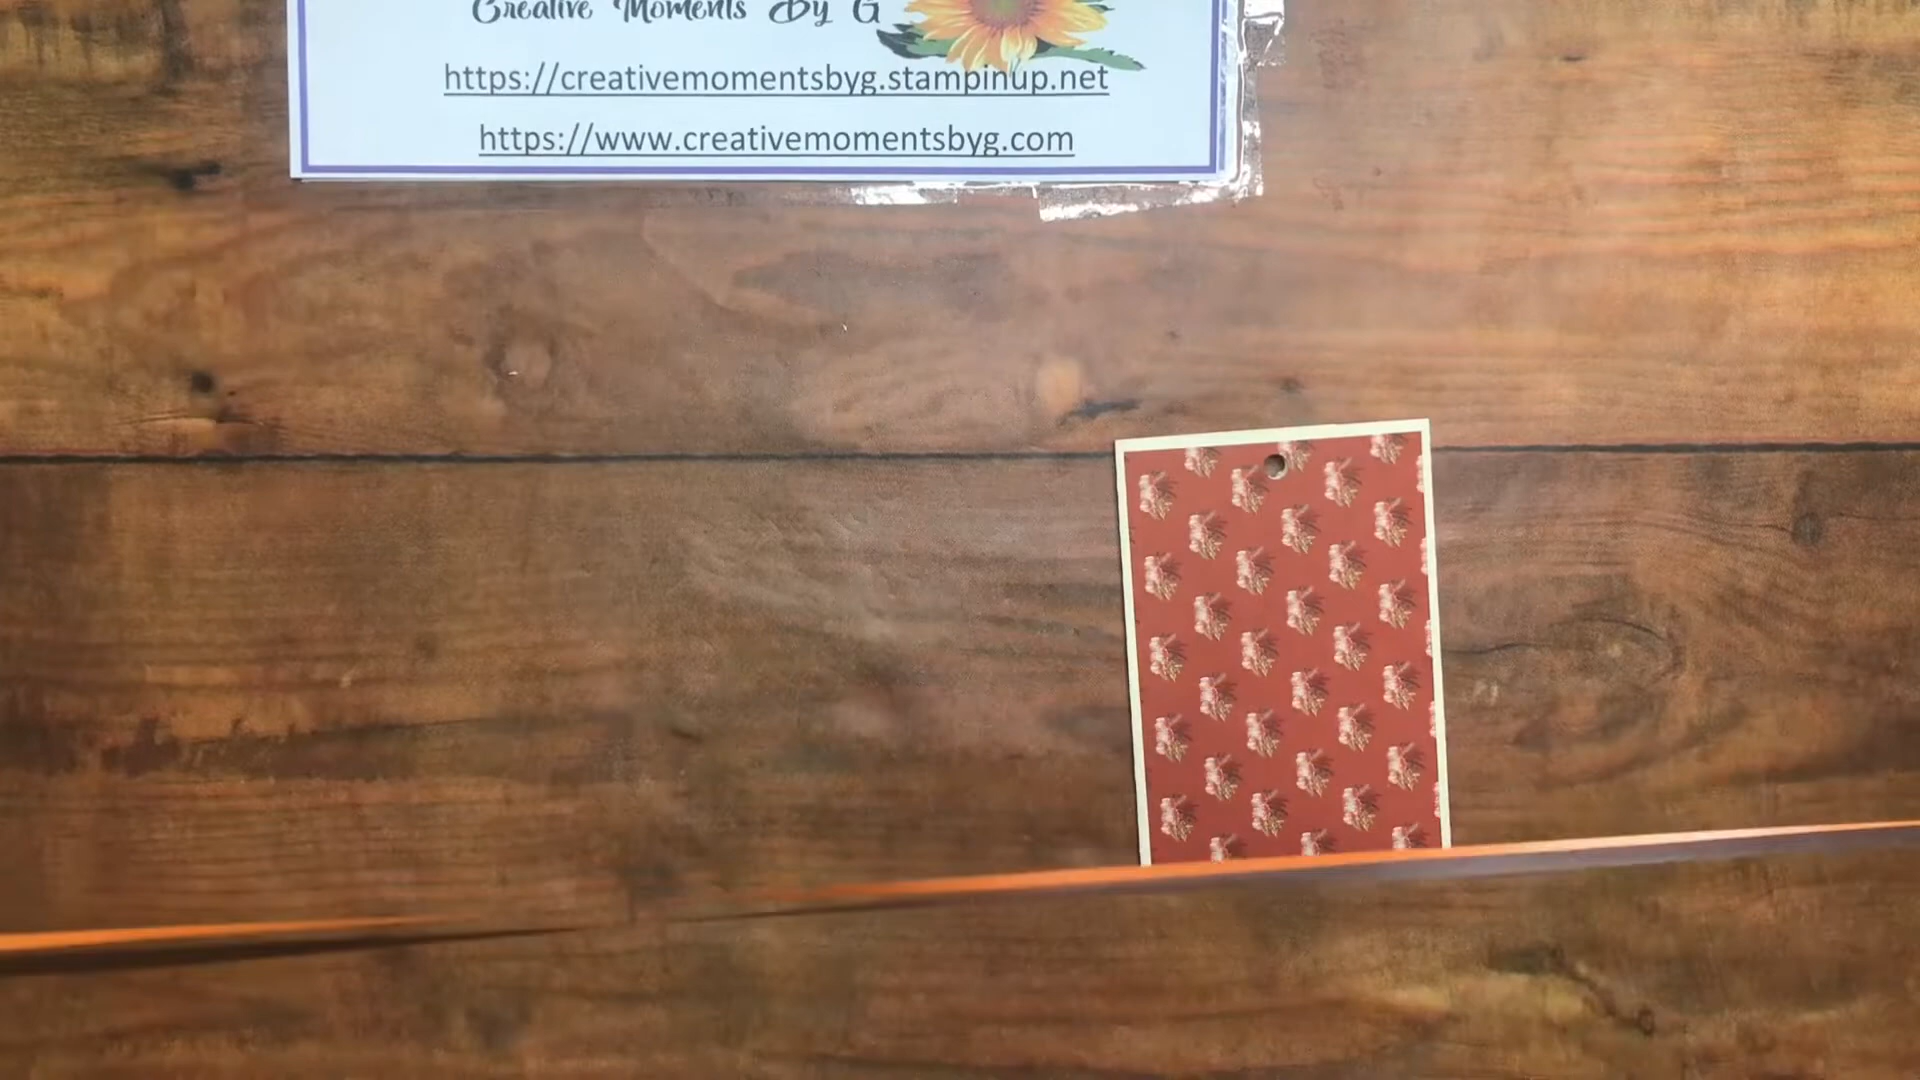 Creative Moments By G
https://creativemomentsbyg.stampinup.net
https://www.creativemomentsbyg.com